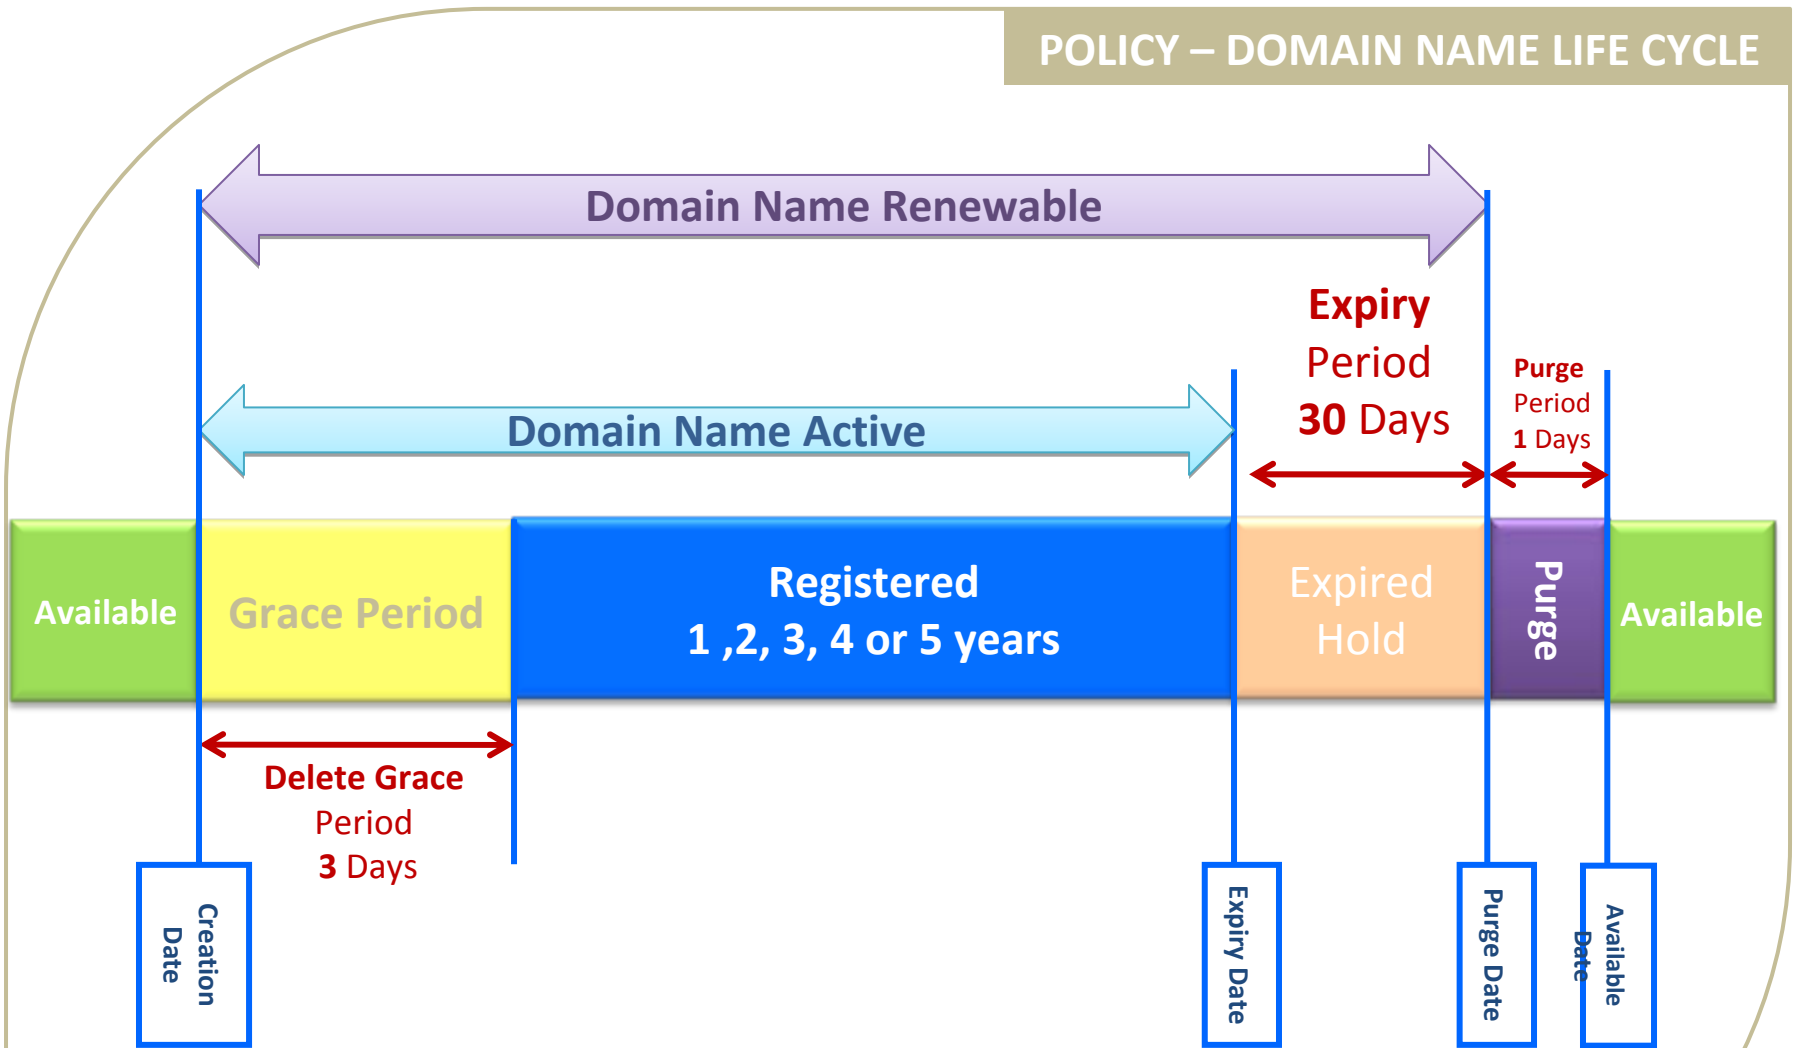 POLICY – DOMAIN NAME LIFE CYCLE
Domain Name Renewable
Expiry
Period
30 Days
Purge
Period
1 Days
Domain Name Active
Available
Grace Period
Registered
1 ,2, 3, 4 or 5 years
Expired
Hold
Purge
Available
Delete Grace
Period
3 Days
Creation
Date
Expiry Date
Purge Date
Available
Date